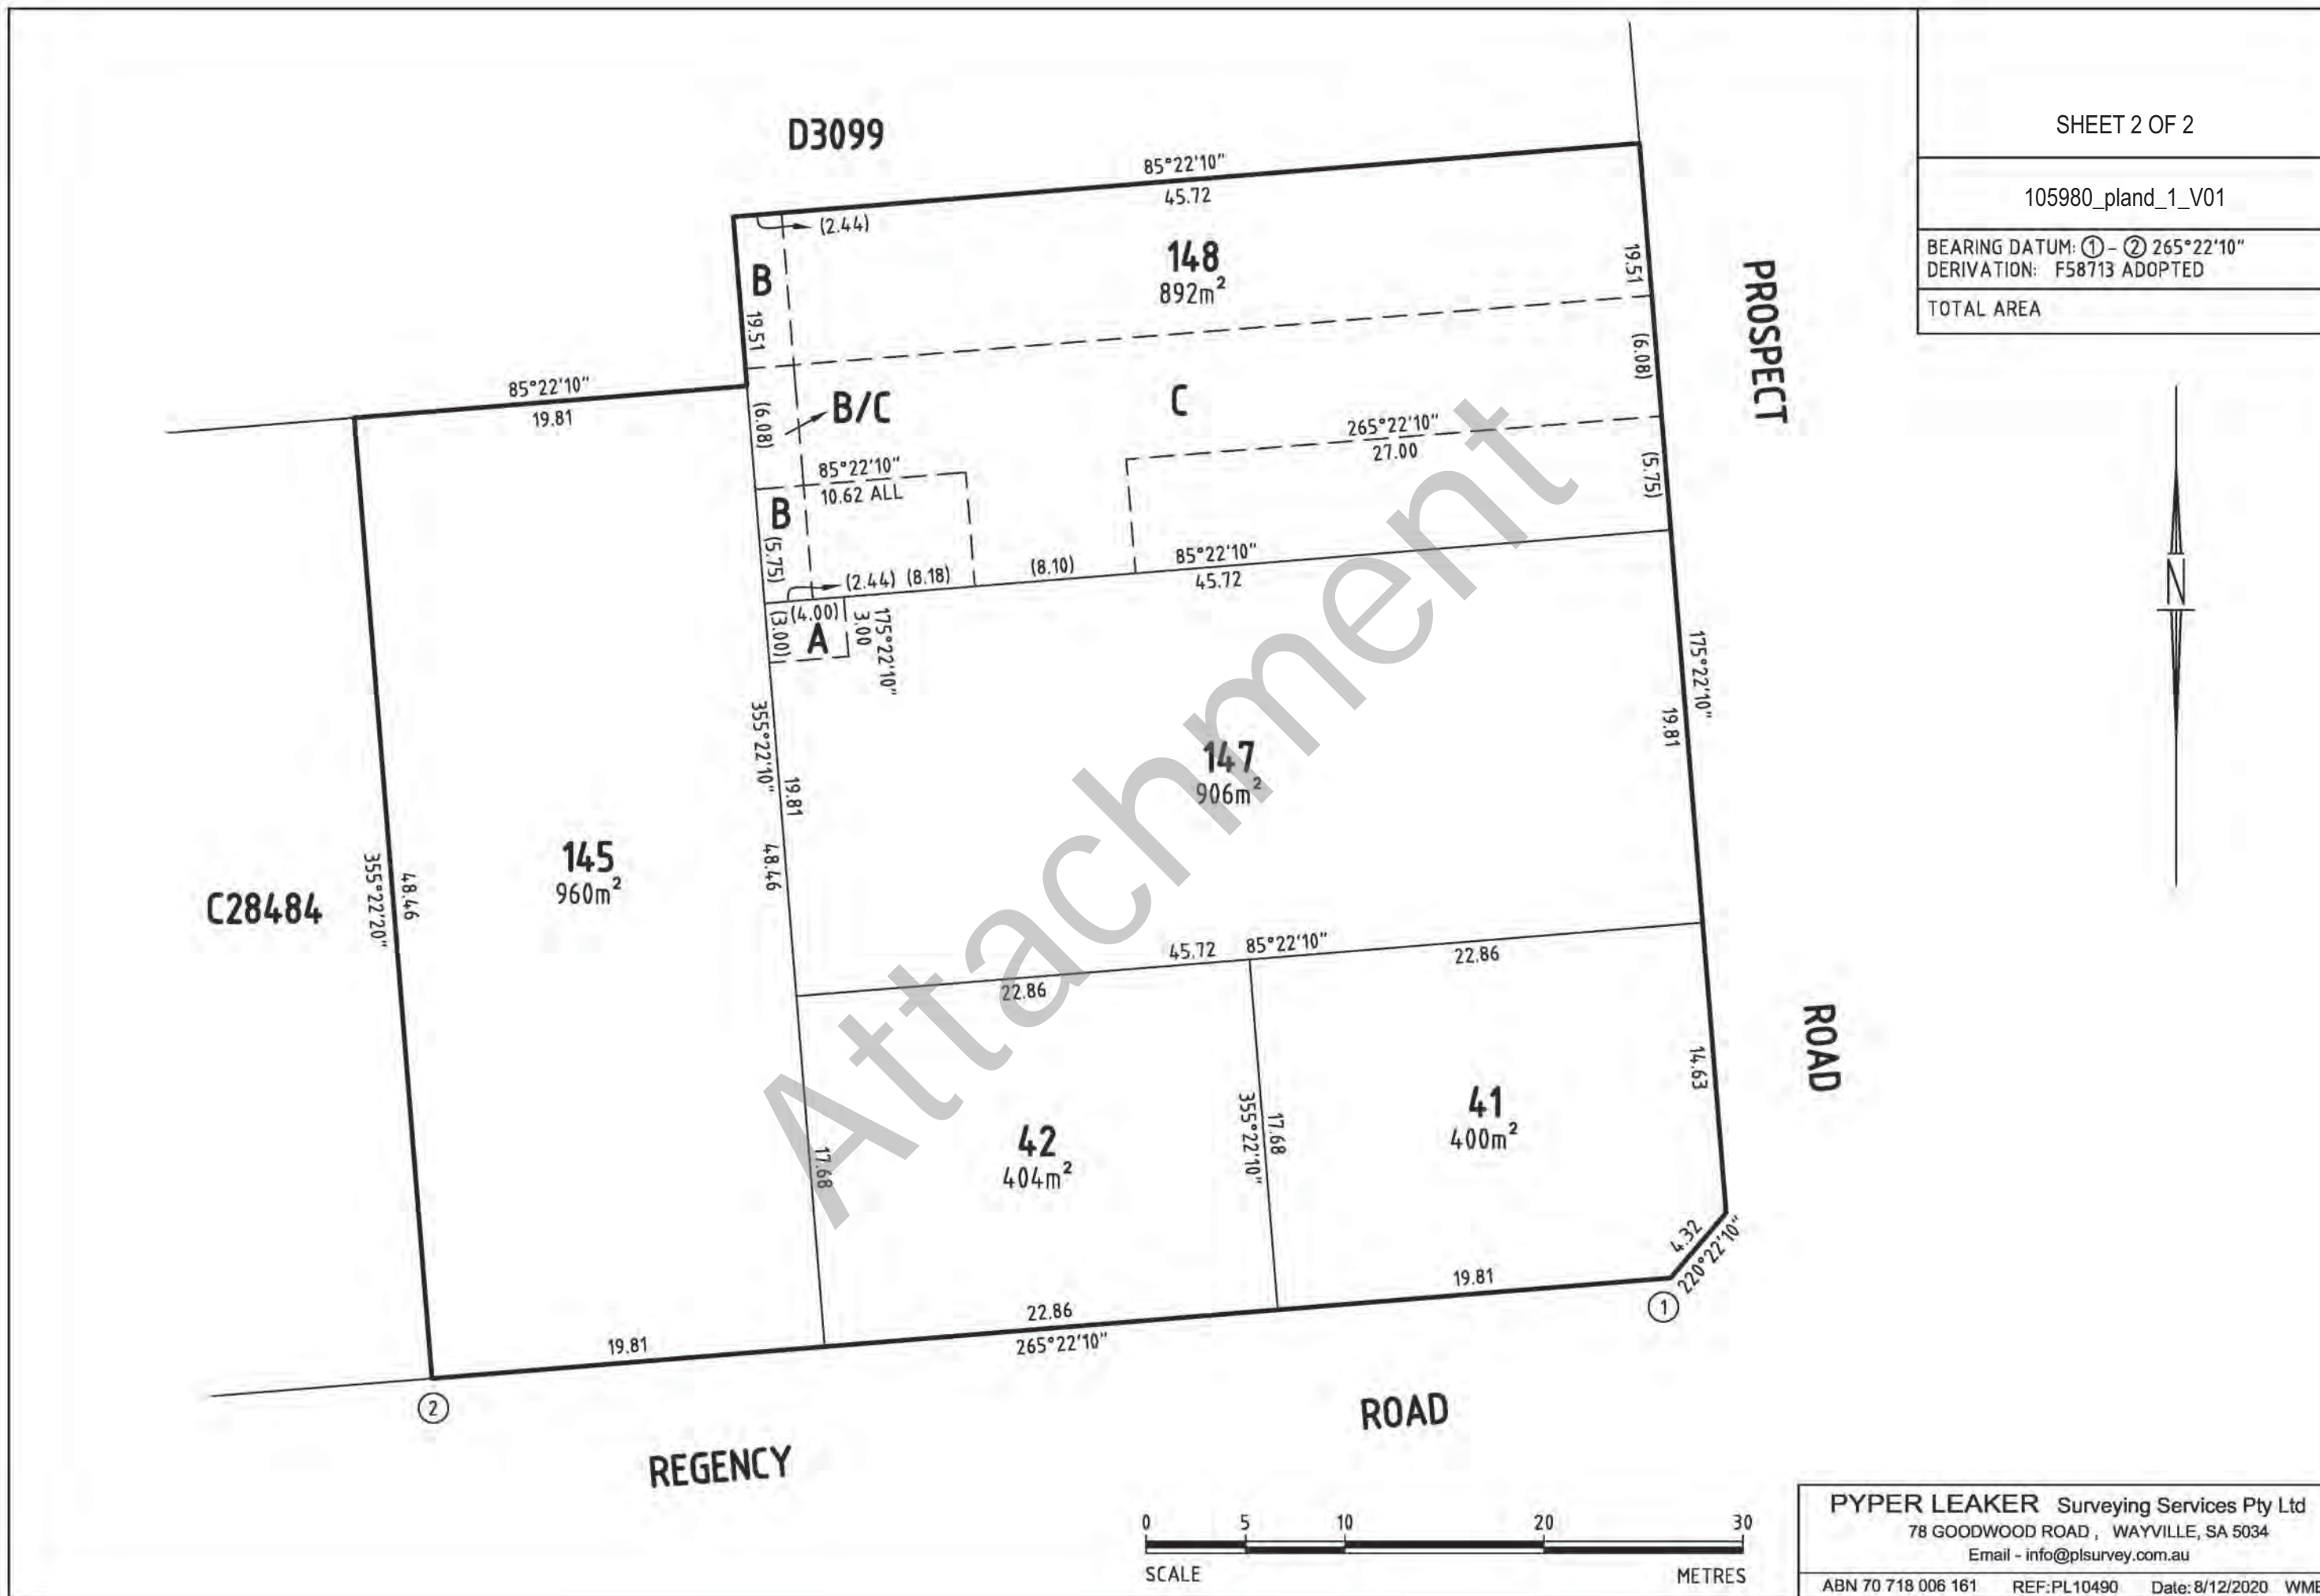 SHEET 2 OF 2
105980_pland_1_V01
BEARING DATUM: ① - ② 265°22'10"
DERIVATION: F58713 ADOPTED
TOTAL AREA
D3099
85°22'10"
45.72
(2.44)
148
892m²
B
19.51
19.51
PROSPECT
85°22'10"
19.81
(6.08)
B/C
C
(6.08)
265°22'10"
27.00
85°22'10"
10.62 ALL
B
(5.75)
(5.75)
(2.44) (8.18)
(8.10)
85°22'10"
45.72
(3.00)
(4.00)
A
3.00
175°22'10"
N
175°22'10"
19.81
355°22'10"
19.81
48.46
147
906m²
145
960m²
C28484
355°22'20"
48.46
45.72 85°22'10"
22.86
22.86
ROAD
14.63
17.68
42
404m²
355°22'10"
17.68
41
400m²
4.32
220°22'10"
19.81
1
22.86
265°22'10"
19.81
2
REGENCY
ROAD
Attachment
0 5 10 20 30
SCALE METRES
PYPER LEAKER Surveying Services Pty Ltd
78 GOODWOOD ROAD , WAYVILLE, SA 5034
Email - info@plsurvey.com.au
ABN 70 718 006 161 REF:PL10490 Date:8/12/2020